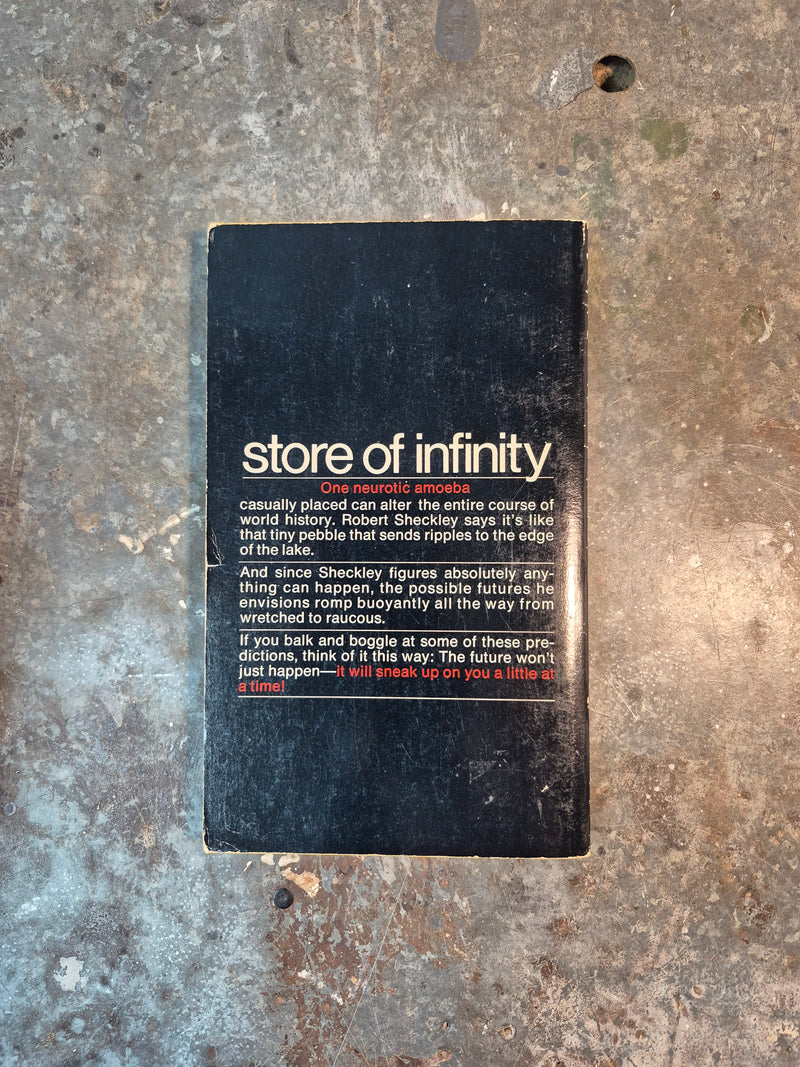 store of infinity
One neurotic amoeba
casually placed can alter the entire course of
world history. Robert Sheckley says it's like
that tiny pebble that sends ripples to the edge
of the lake.
And since Sheckley figures absolutely any-
thing can happen, the possible futures he
envisions romp buoyantly all the way from
wretched to raucous.
If you balk and boggle at some of these pre-
dictions, think of it this way: The future won't
just happen—it will sneak up on you a little at
a time!